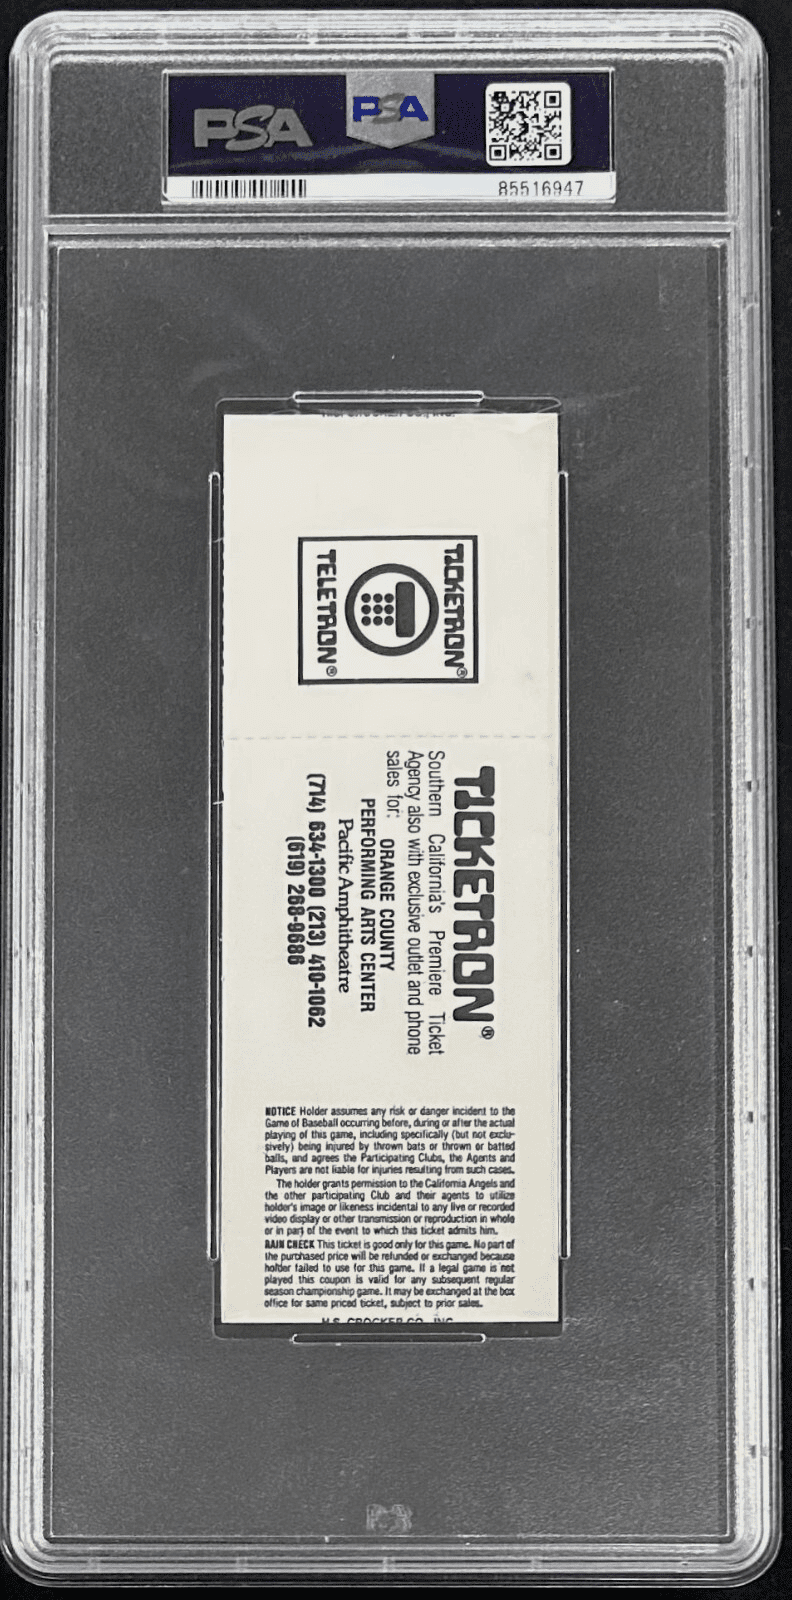 PSA
PSA
85516947
H.S. CROCKER CO., INC.
TICKETRON®
TELETRON®
TICKETRON®
Southern California's Premiere Ticket
Agency also with exclusive outlet and phone
sales for:
ORANGE COUNTY
PERFORMING ARTS CENTER
Pacific Amphitheatre
(714) 634-1300 (213) 410-1062
(619) 268-9686
NOTICE Holder assumes any risk or danger incident to the
Game of Baseball occurring before, during or after the actual
playing of this game, including specifically (but not exclu-
sively) being injured by thrown bats or thrown or batted
balls, and agrees the Participating Clubs, the Agents and
Players are not liable for injuries resulting from such cases.
The holder grants permission to the California Angels and
the other participating Club and their agents to utilize
holder's image or likeness incidental to any live or recorded
video display or other transmission or reproduction in whole
or in part of the event to which this ticket admits him.
RAIN CHECK This ticket is good only for this game. No part of
the purchased price will be refunded or exchanged because
holder failed to use for this game. If a legal game is not
played this coupon is valid for any subsequent regular
season championship game. It may be exchanged at the box
office for same priced ticket, subject to prior sales.
H.S. CROCKER CO., INC.